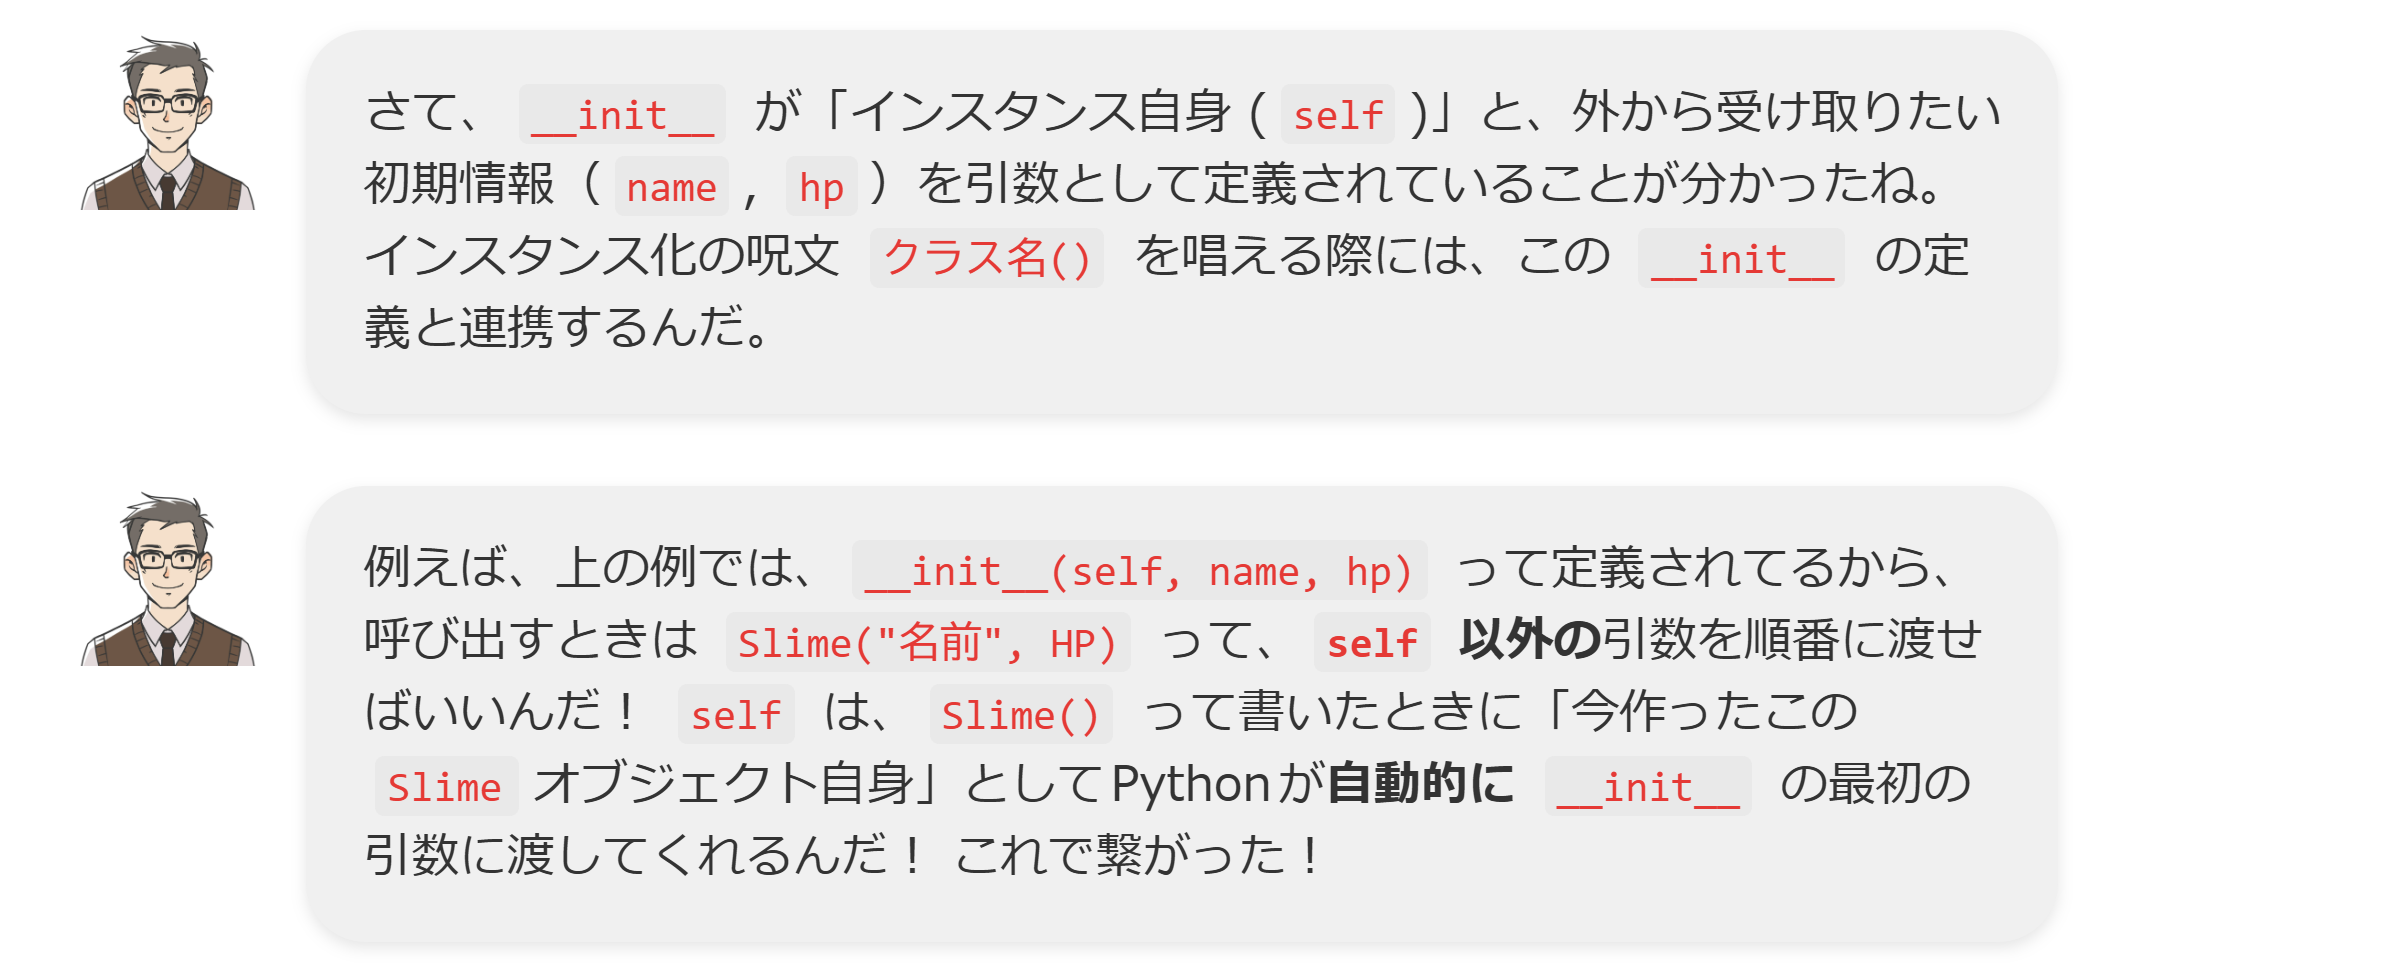 さて、 __init__ が「インスタンス自身 ( self )」と、外から受け取りたい
初期情報（ name , hp ）を引数として定義されていることが分かったね。
インスタンス化の呪文 クラス名() を唱える際には、この __init__ の定
義と連携するんだ。
例えば、上の例では、 __init__(self, name, hp) って定義されてるから、
呼び出すときは Slime("名前", HP) って、 self 以外の引数を順番に渡せ
ばいいんだ！ self は、 Slime() って書いたときに「今作ったこの
Slime オブジェクト自身」としてPythonが自動的に __init__ の最初の
引数に渡してくれるんだ！ これで繋がった！